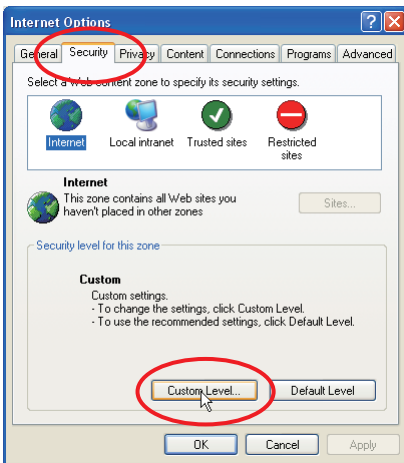 Internet Options
General Security Privacy Content Connections Programs Advanced
Select a Web content zone to specify its security settings.
Internet Local intranet Trusted sites Restricted
sites
Internet
This zone contains all Web sites you
haven't placed in other zones
Sites...
Security level for this zone
Custom
Custom settings.
- To change the settings, click Custom Level.
- To use the recommended settings, click Default Level.
Custom Level... Default Level
OK Cancel Apply